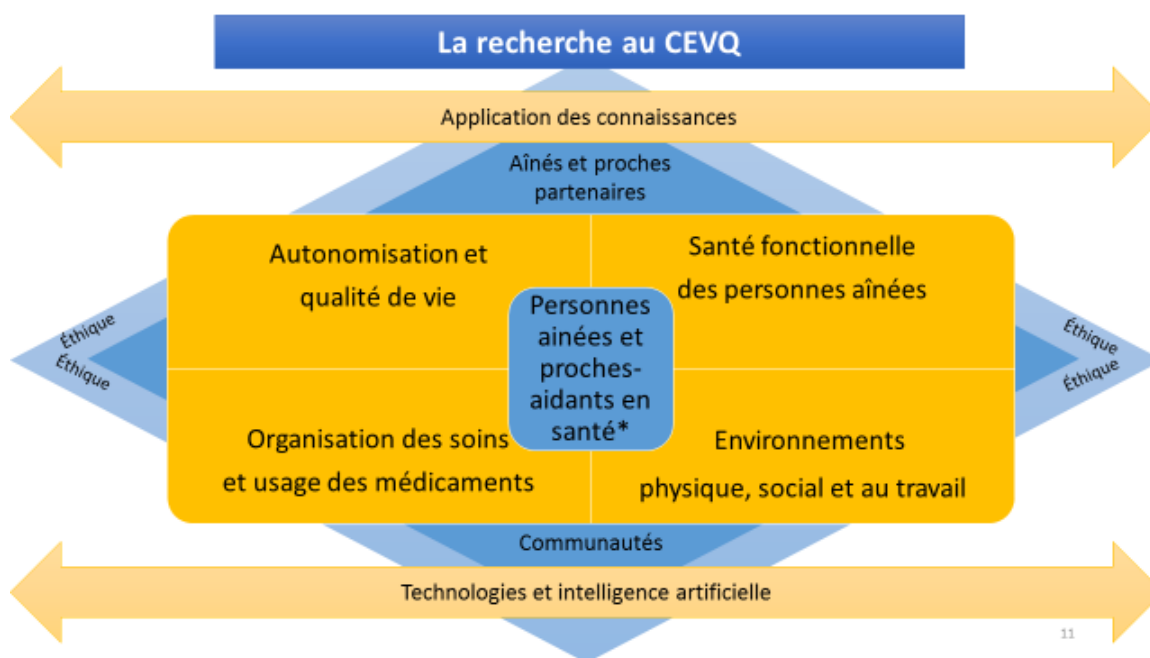 La recherche au CEVQ
Application des connaissances
Aînés et proches
partenaires
Autonomisation et
qualité de vie
Santé fonctionnelle
des personnes aînées
Personnes
ainées et
proches-
aidants en
santé*
Éthique
Éthique
Éthique
Éthique
Organisation des soins
et usage des médicaments
Environnements
physique, social et au travail
Communautés
Technologies et intelligence artificielle
11